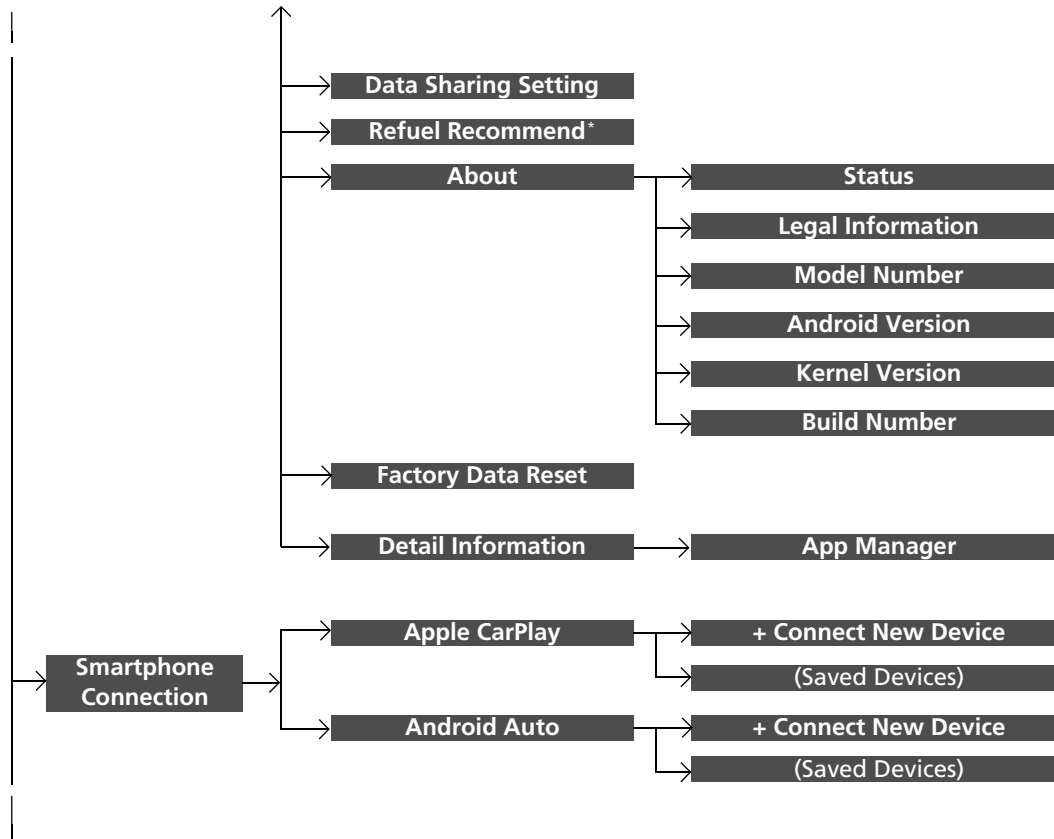 Data Sharing Setting
Refuel Recommend*
About
Status
Legal Information
Model Number
Android Version
Kernel Version
Build Number
Factory Data Reset
Detail Information
App Manager
Smartphone
Connection
Apple CarPlay
+ Connect New Device
(Saved Devices)
Android Auto
+ Connect New Device
(Saved Devices)